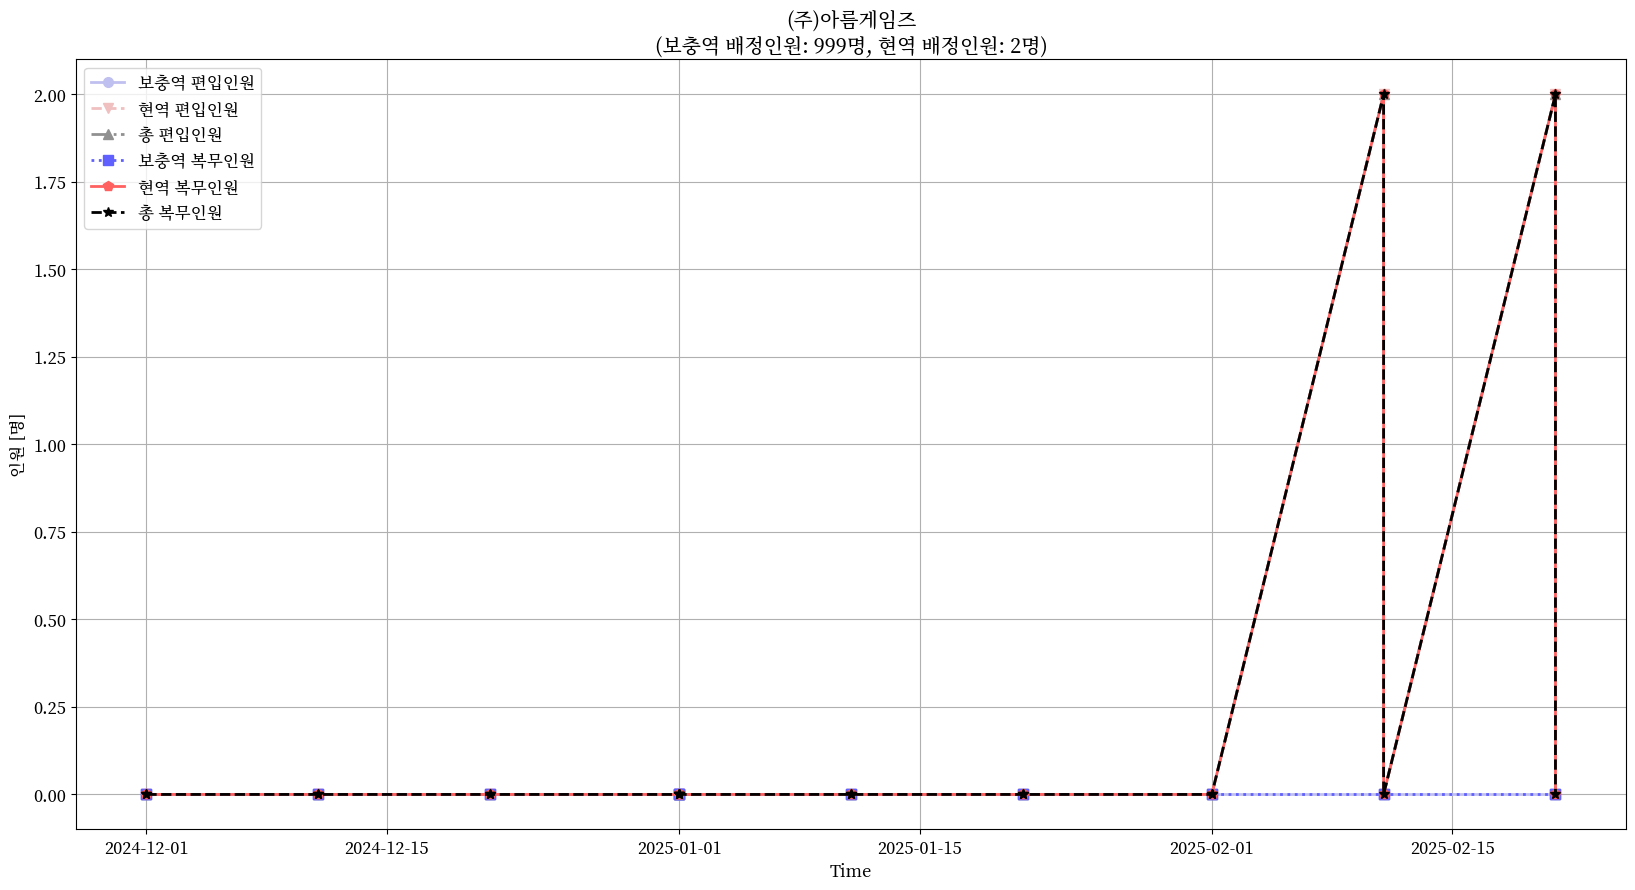 (주)아름게임즈
(보충역 배정인원: 999명, 현역 배정인원: 2명)
보충역 편입인원
현역 편입인원
총 편입인원
보충역 복무인원
현역 복무인원
총 복무인원
인원 [명]
2.00
1.75
1.50
1.25
1.00
0.75
0.50
0.25
0.00
2024-12-01
2024-12-15
2025-01-01
2025-01-15
2025-02-01
2025-02-15
Time